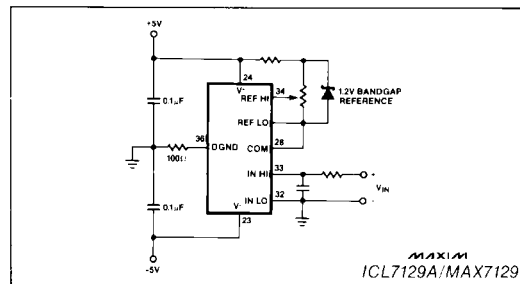 +5V
24
V+
34
REF HI
1.2V BANDGAP
REFERENCE
0.1µF
REF LO
36
DGND
COM
28
100Ω
33
IN HI
+
VIN
32
IN LO
-
0.1µF
V-
23
-5V
MAXIM
ICL7129A/MAX7129